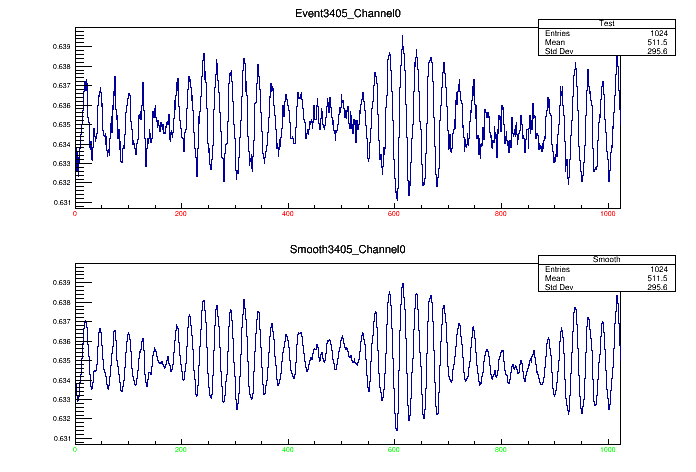 Event3405_Channel0
Test
Entries 1024
Mean 511.5
Std Dev 295.6
0.639
0.638
0.637
0.636
0.635
0.634
0.633
0.632
0.631
0 200 400 600 800 1000
Smooth3405_Channel0
Smooth
Entries 1024
Mean 511.5
Std Dev 295.6
0.639
0.638
0.637
0.636
0.635
0.634
0.633
0.632
0.631
0 200 400 600 800 1000